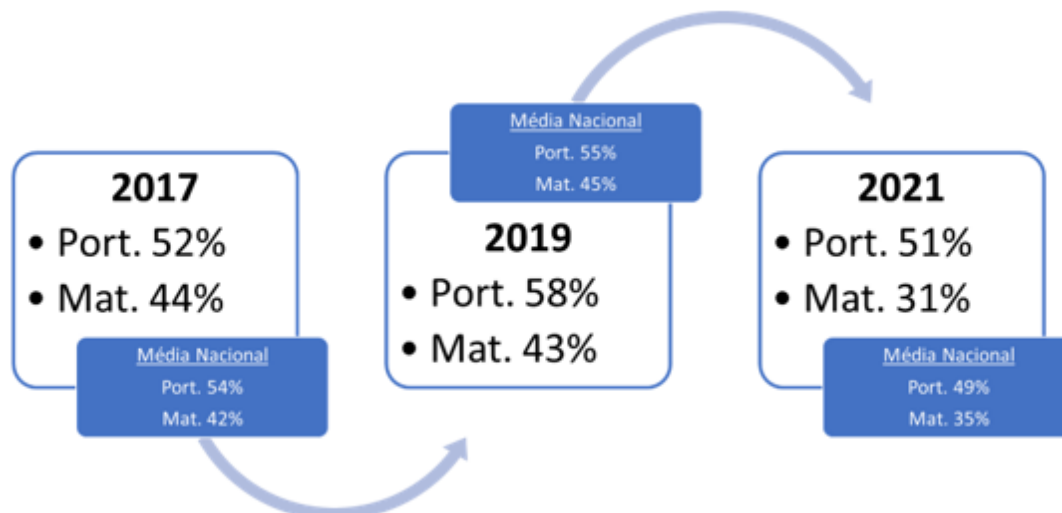 2017
• Port. 52%
• Mat. 44%
Média Nacional
Port. 54%
Mat. 42%
Média Nacional
Port. 55%
Mat. 45%
2019
• Port. 58%
• Mat. 43%
2021
• Port. 51%
• Mat. 31%
Média Nacional
Port. 49%
Mat. 35%